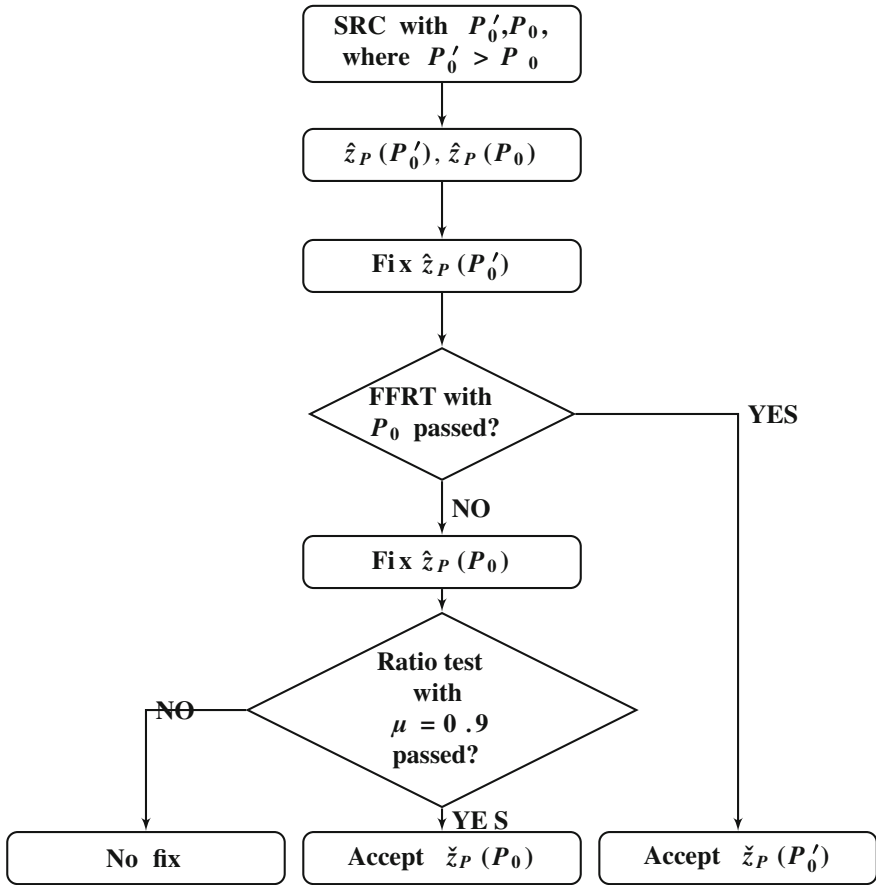 SRC with P₀′,P₀,
where P₀′ > P₀
ẑ_P(P₀′), ẑ_P(P₀)
Fix ẑ_P(P₀′)
FFRT with
P₀ passed?
YES
NO
Fix ẑ_P(P₀)
Ratio test
with
μ = 0.9
passed?
NO
YES
No fix
Accept ž_P(P₀)
Accept ž_P(P₀′)